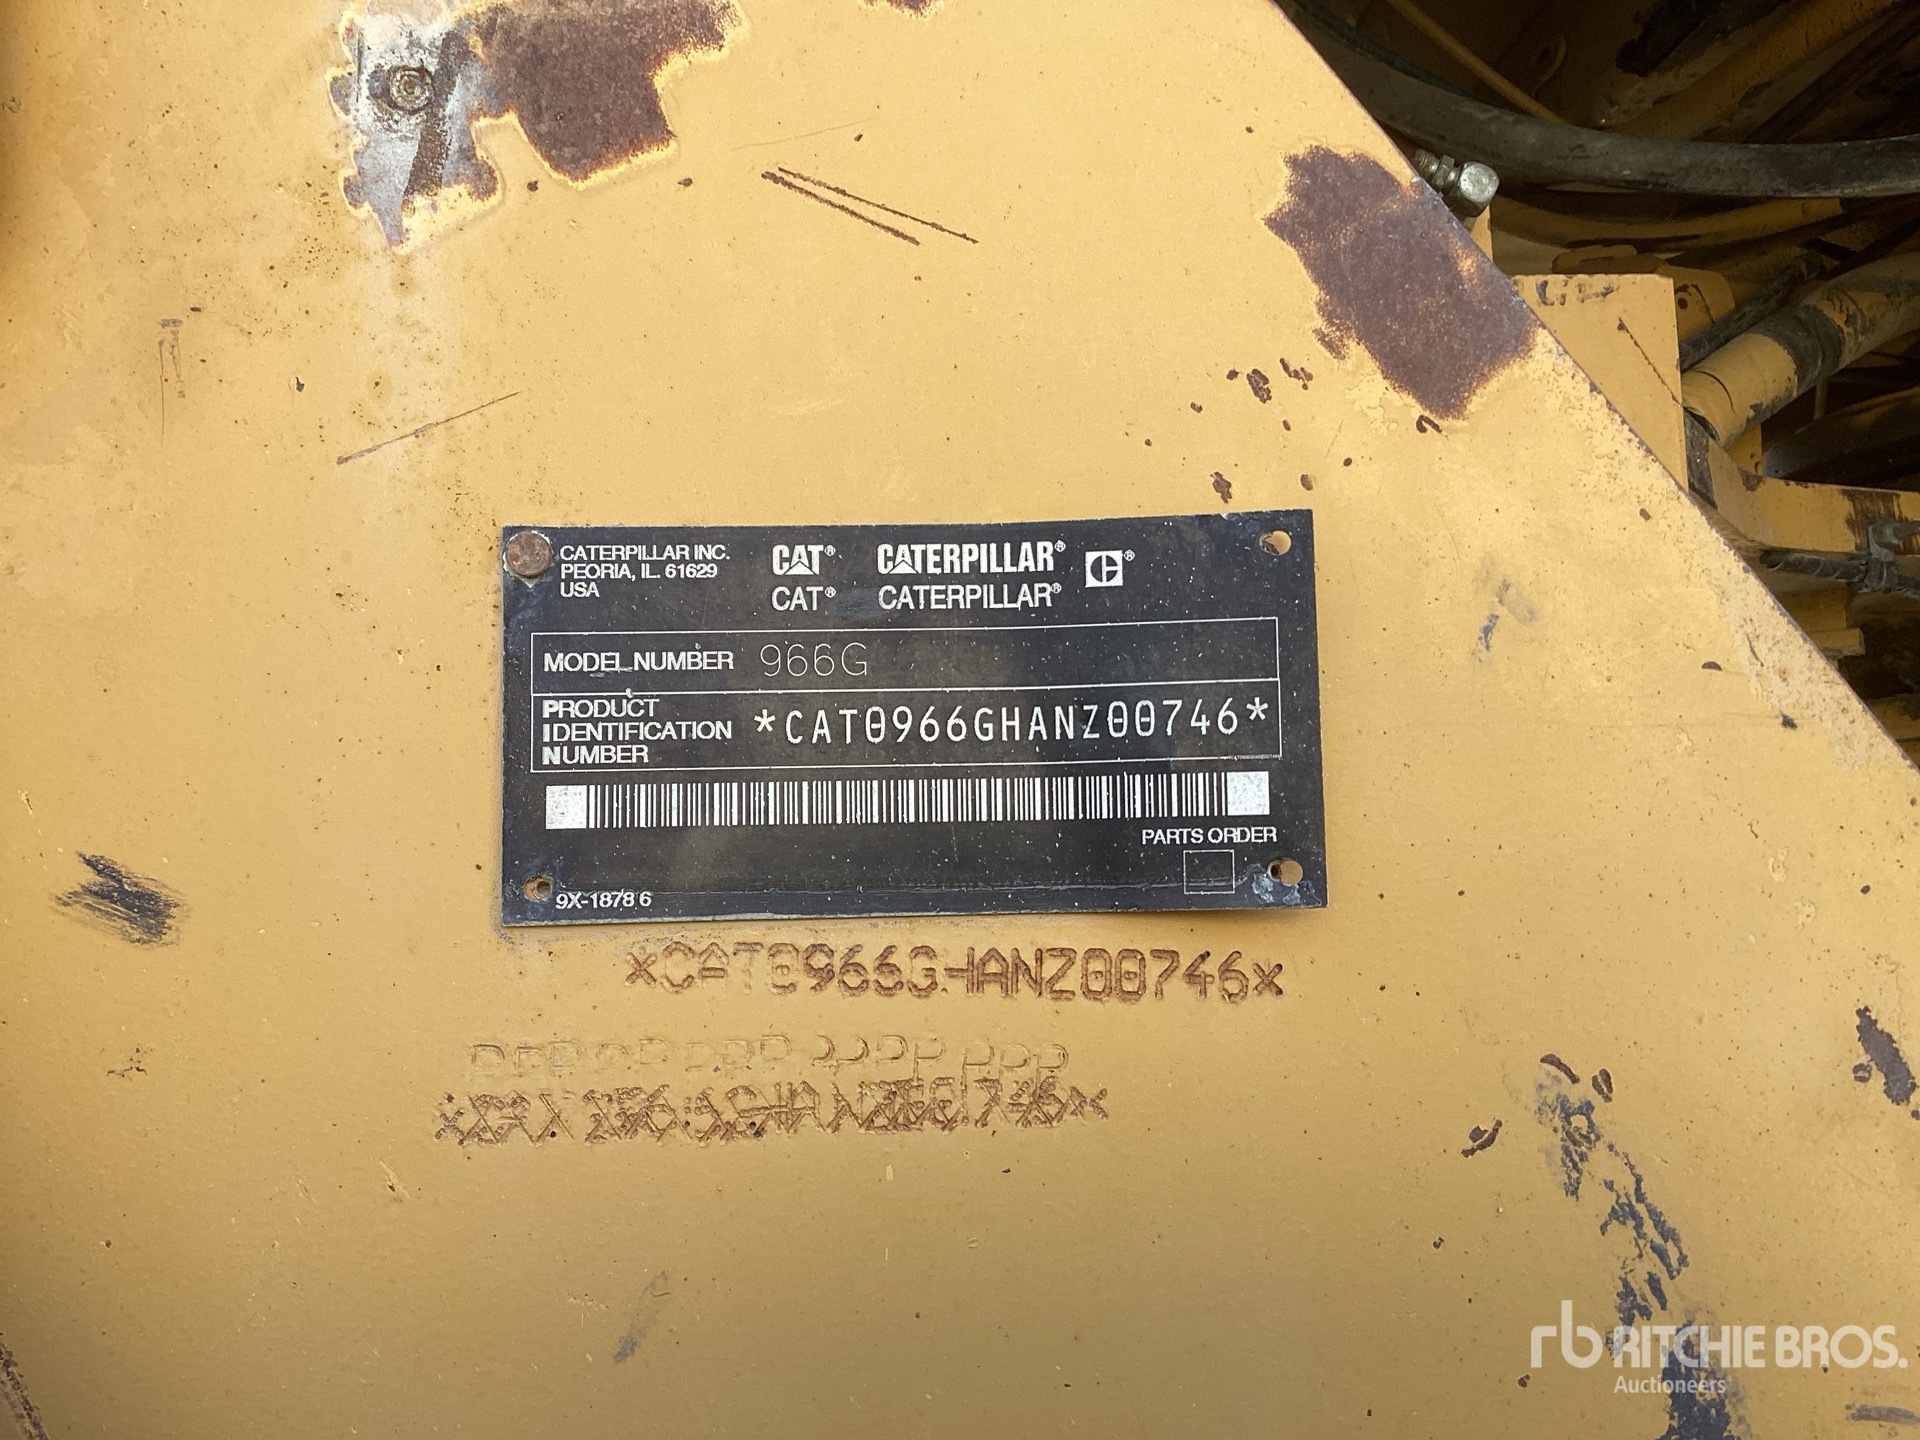 CATERPILLAR INC.
PEORIA, IL. 61629
USA
CAT® CATERPILLAR® ®
CAT® CATERPILLAR®
MODEL NUMBER 966G
PRODUCT
IDENTIFICATION
NUMBER
*CAT0966GHANZ00746*
PARTS ORDER
9X-1878 6
*CAT0966GHANZ00746*
rb RITCHIE BROS.
Auctioneers